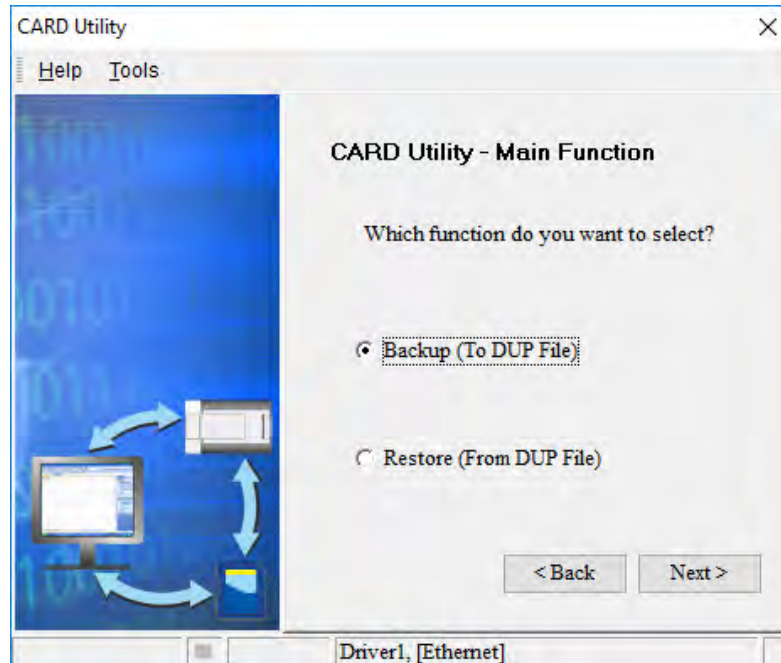 CARD Utility
Help Tools
CARD Utility - Main Function
Which function do you want to select?
Backup (To DUP File)
Restore (From DUP File)
< Back Next >
Driver1, [Ethernet]